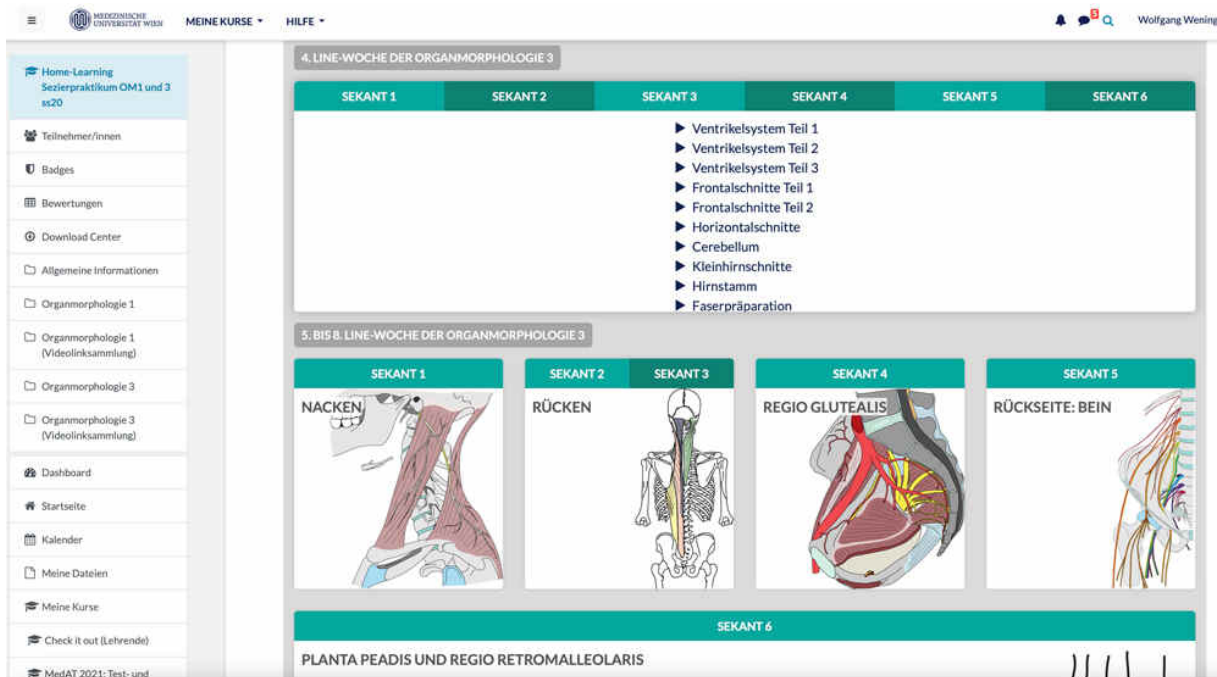 MEDIZINISCHE
UNIVERSITÄT WIEN
MEINE KURSE
HILFE
5
Wolfgang Wening
Home-Learning
Sezierpraktikum OM1 und 3
ss20
Teilnehmer/innen
Badges
Bewertungen
Download Center
Allgemeine Informationen
Organmorphologie 1
Organmorphologie 1
(Videolinksammlung)
Organmorphologie 3
Organmorphologie 3
(Videolinksammlung)
Dashboard
Startseite
Kalender
Meine Dateien
Meine Kurse
Check it out (Lehrende)
MedAT 2021: Test- und
4. LINE-WOCHE DER ORGANMORPHOLOGIE 3
SEKANT 1 SEKANT 2 SEKANT 3 SEKANT 4 SEKANT 5 SEKANT 6
Ventrikelsystem Teil 1
Ventrikelsystem Teil 2
Ventrikelsystem Teil 3
Frontalschnitte Teil 1
Frontalschnitte Teil 2
Horizontalschnitte
Cerebellum
Kleinhirnschnitte
Hirnstamm
Faserpräparation
5. BIS 8. LINE-WOCHE DER ORGANMORPHOLOGIE 3
SEKANT 1
NACKEN
SEKANT 2 SEKANT 3
RÜCKEN
SEKANT 4
REGIO GLUTEALIS
SEKANT 5
RÜCKSEITE: BEIN
SEKANT 6
PLANTA PEADIS UND REGIO RETROMALLEOLARIS